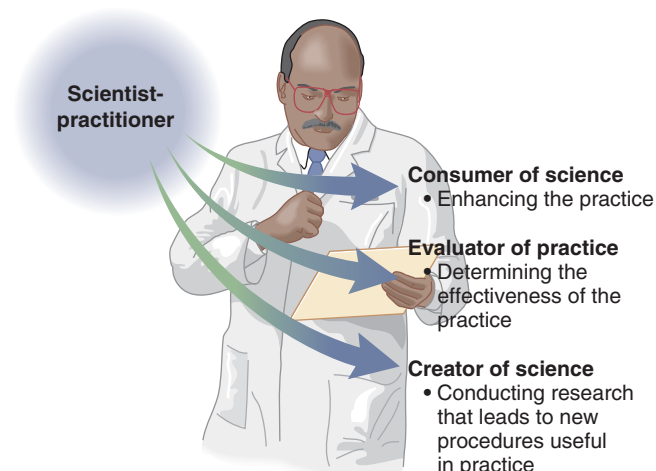 Scientist-
practitioner
Consumer of science
• Enhancing the practice
Evaluator of practice
• Determining the
effectiveness of the
practice
Creator of science
• Conducting research
that leads to new
procedures useful
in practice